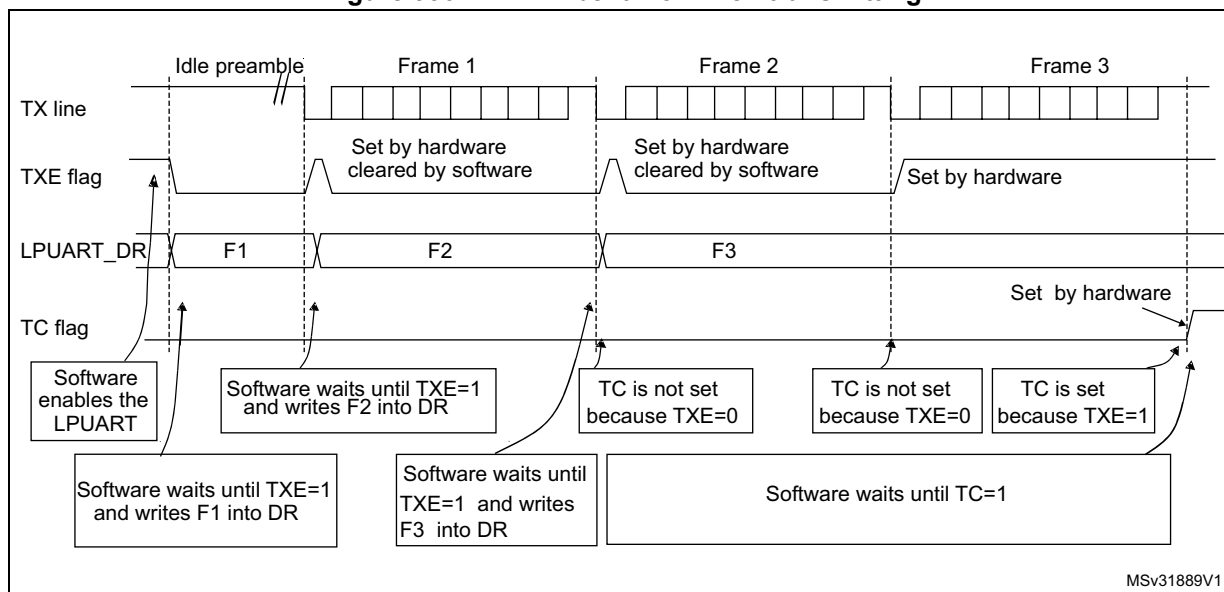 Idle preamble
Frame 1
Frame 2
Frame 3
TX line
Set by hardware
cleared by software
Set by hardware
cleared by software
TXE flag
Set by hardware
LPUART_DR
F1
F2
F3
Set by hardware
TC flag
Software
enables the
LPUART
Software waits until TXE=1
and writes F2 into DR
TC is not set
because TXE=0
TC is not set
because TXE=0
TC is set
because TXE=1
Software waits until TXE=1
and writes F1 into DR
Software waits until
TXE=1 and writes
F3 into DR
Software waits until TC=1
MSv31889V1